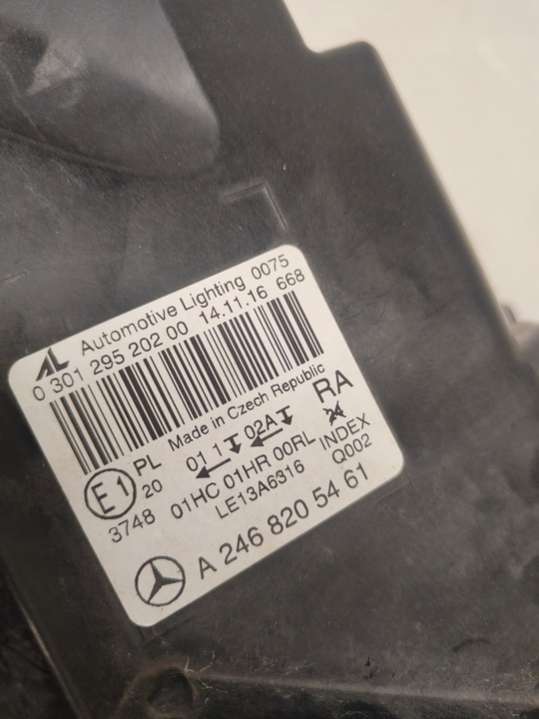 AL Automotive Lighting 0075
0 301 295 202 00 14.11.16 668
Made in Czech Republic
E1 PL 01 1 02A RA
20 01HC 01HR 00RL INDEX
3748 LE13A6316 Q002
A 246 820 54 61